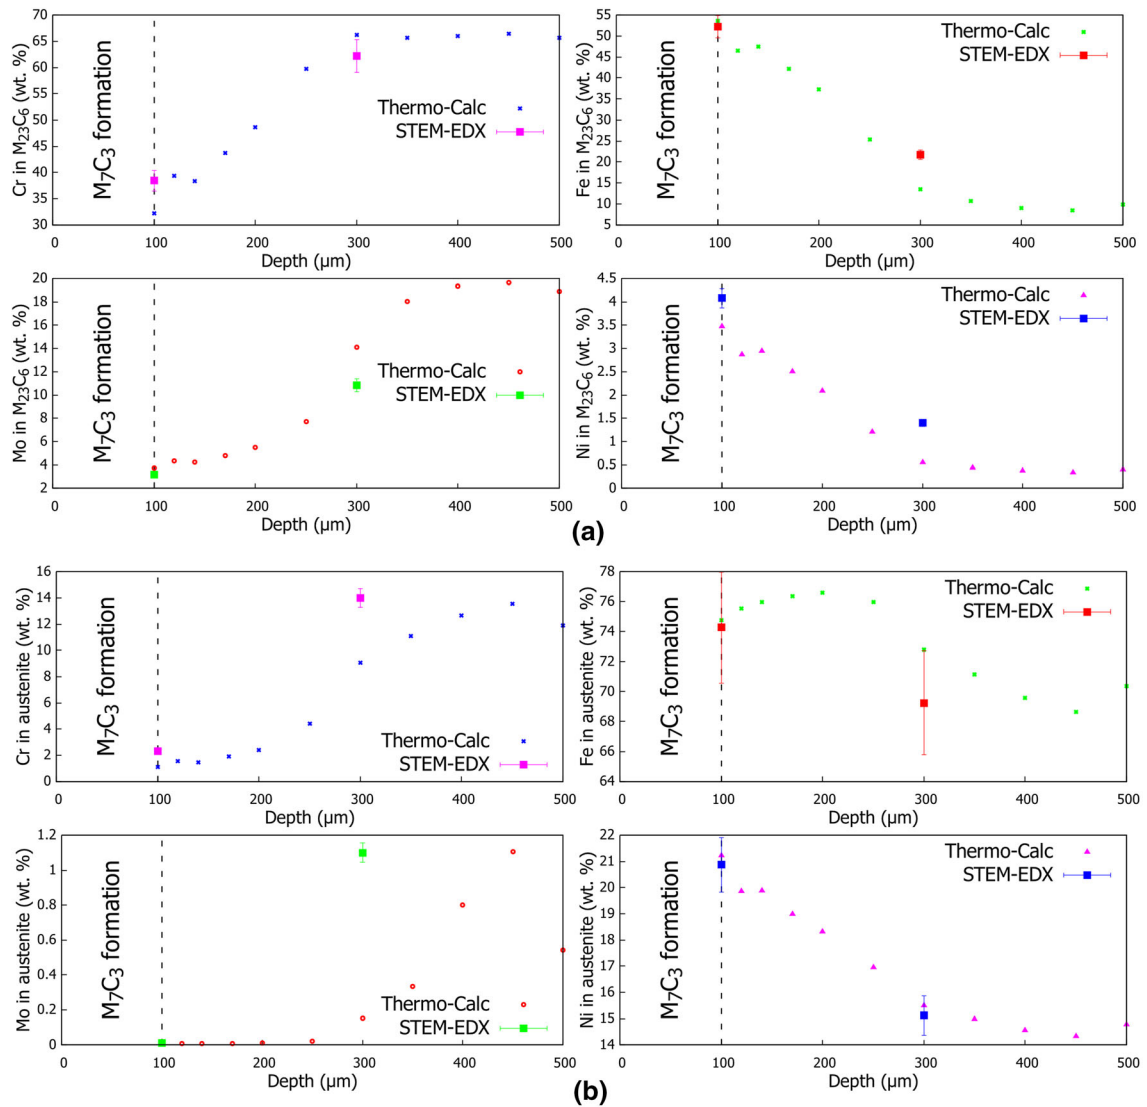 Cr in M23C6 (wt. %)
70
65
60
55
50
45
40
35
30
M7C3 formation
Thermo-Calc
STEM-EDX
0 100 200 300 400 500
Depth (µm)
Fe in M23C6 (wt. %)
55
50
45
40
35
30
25
20
15
10
5
M7C3 formation
Thermo-Calc
STEM-EDX
0 100 200 300 400 500
Depth (µm)
Mo in M23C6 (wt. %)
20
18
16
14
12
10
8
6
4
2
M7C3 formation
Thermo-Calc
STEM-EDX
0 100 200 300 400 500
Depth (µm)
Ni in M23C6 (wt. %)
4.5
4
3.5
3
2.5
2
1.5
1
0.5
0
M7C3 formation
Thermo-Calc
STEM-EDX
0 100 200 300 400 500
Depth (µm)
(a)
Cr in austenite (wt. %)
16
14
12
10
8
6
4
2
0
M7C3 formation
Thermo-Calc
STEM-EDX
0 100 200 300 400 500
Depth (µm)
Fe in austenite (wt. %)
78
76
74
72
70
68
66
64
M7C3 formation
Thermo-Calc
STEM-EDX
0 100 200 300 400 500
Depth (µm)
Mo in austenite (wt. %)
1.2
1
0.8
0.6
0.4
0.2
0
M7C3 formation
Thermo-Calc
STEM-EDX
0 100 200 300 400 500
Depth (µm)
Ni in austenite (wt. %)
22
21
20
19
18
17
16
15
14
M7C3 formation
Thermo-Calc
STEM-EDX
0 100 200 300 400 500
Depth (µm)
(b)